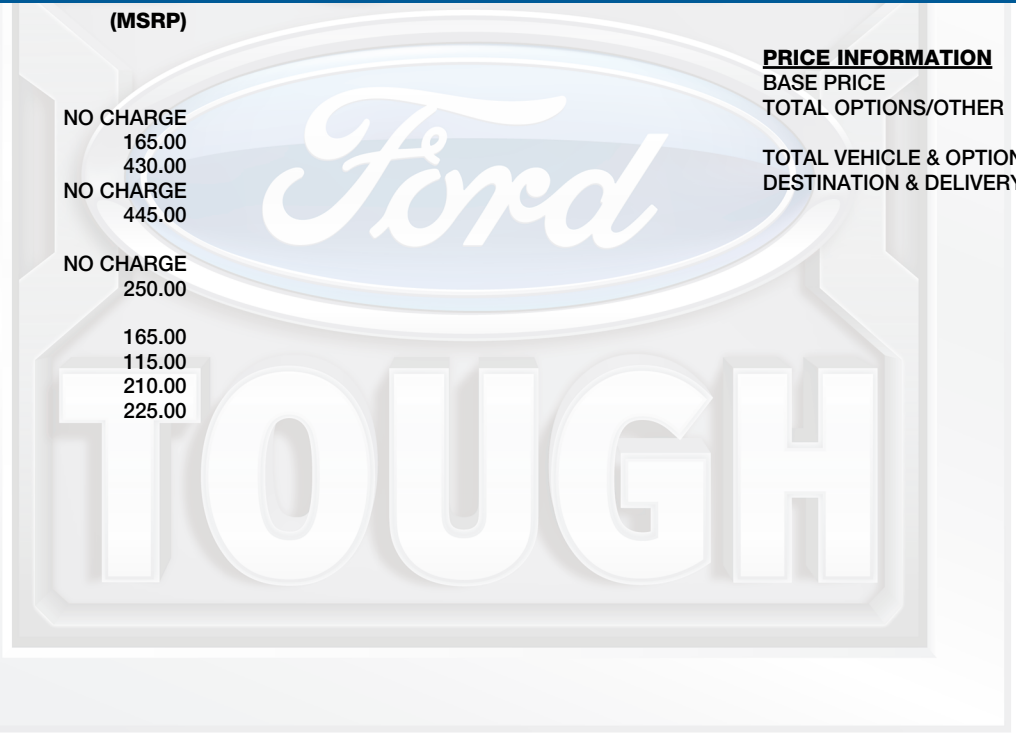 (MSRP)
NO CHARGE
165.00
430.00
NO CHARGE
445.00
NO CHARGE
250.00
165.00
115.00
210.00
225.00
PRICE INFORMATION
BASE PRICE
TOTAL OPTIONS/OTHER
TOTAL VEHICLE & OPTION
DESTINATION & DELIVERY
Ford
TOUGH